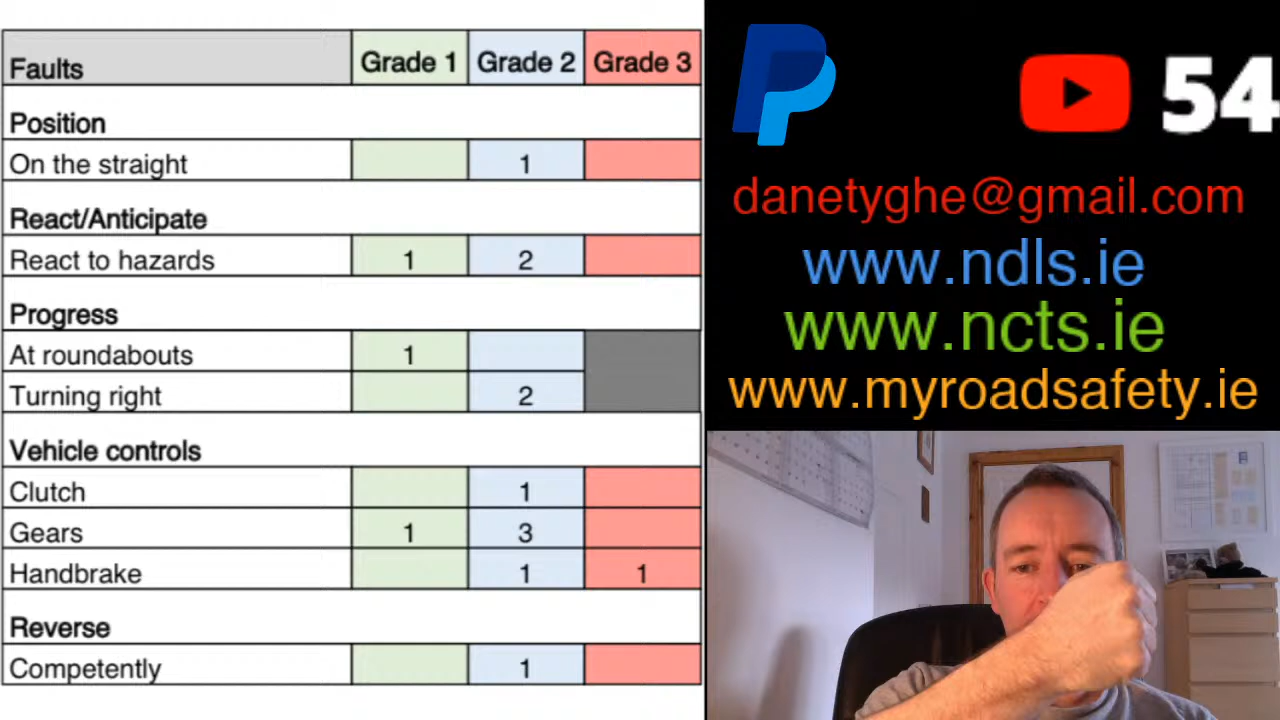 Faults Grade 1 Grade 2 Grade 3
Position
On the straight 1
React/Anticipate
React to hazards 1 2
Progress
At roundabouts 1
Turning right 2
Vehicle controls
Clutch 1
Gears 1 3
Handbrake 1 1
Reverse
Competently 1
54
danetyghe@gmail.com
www.ndls.ie
www.ncts.ie
www.myroadsafety.ie